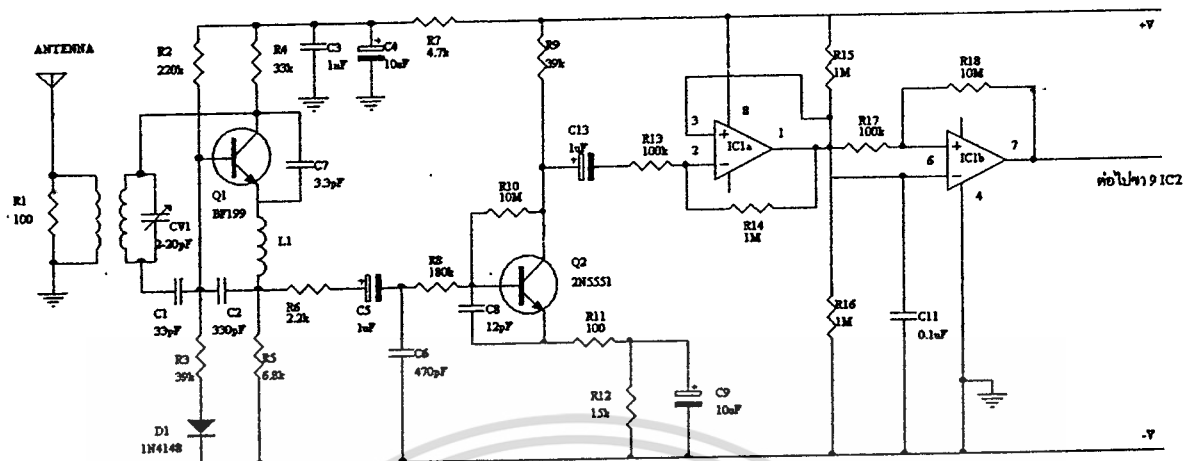 ANTENNA
R1
100
CV1
2-20pF
R2
220k
R4
33k
C3
1uF
C4
10uF
R7
4.7k
Q1
BF199
C7
3.3pF
L1
C1
33pF
C2
330pF
R3
39k
R5
6.8k
D1
1N4148
R6
2.2k
C5
1uF
C6
470pF
R8
180k
R10
10M
C8
12pF
Q2
2N5551
R9
39k
R11
100
R12
15k
C9
10uF
C13
1uF
R13
100k
3
2
+
-
8
1
IC1a
R14
1M
R15
1M
R16
1M
R17
100k
R18
10M
C11
0.1uF
6
+
-
IC1b
7
4
+V
-V
ต่อไปขา 9 IC2